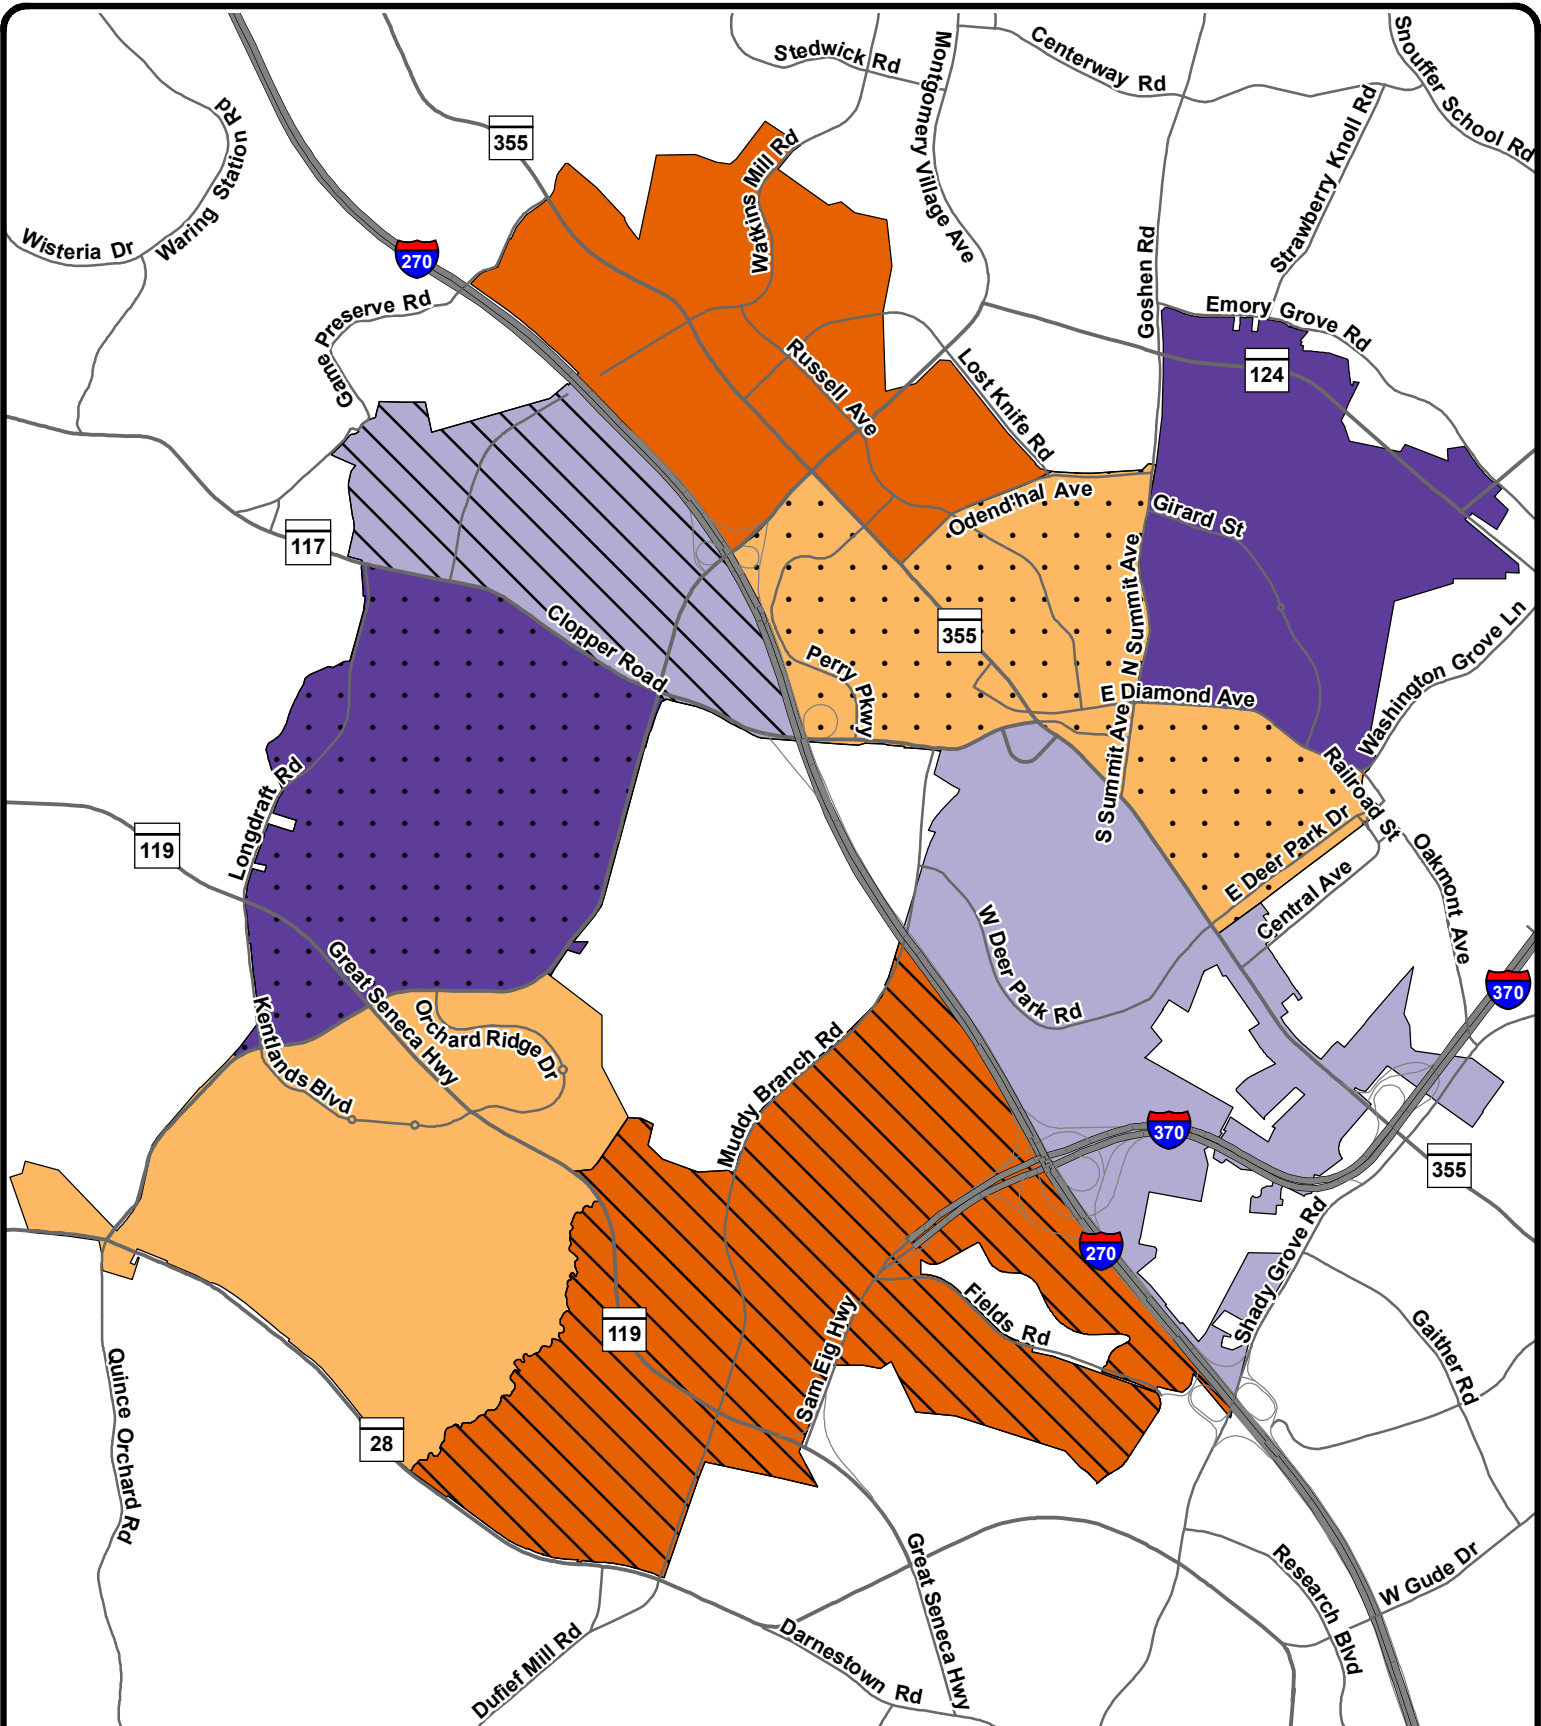 Stedwick Rd
Montgomery Village Ave
Centerway Rd
Snouffer School Rd
Waring Station Rd
355
Watkins Mill Rd
Strawberry Knoll Rd
Wisteria Dr
270
Goshen Rd
Game Preserve Rd
Emory Grove Rd
Russell Ave
Lost Knife Rd
124
Odend'hal Ave
Girard St
117
N Summit Ave
Clopper Road
355
Perry Pkwy
E Diamond Ave
Washington Grove Ln
S Summit Ave
Railroad St
Longdraft Rd
119
E Deer Park Dr
Oakmont Ave
Central Ave
W Deer Park Rd
Great Seneca Hwy
370
Kentlands Blvd
Orchard Ridge Dr
Muddy Branch Rd
370
355
270
Shady Grove Rd
Fields Rd
119
Sam Eig Hwy
Gaither Rd
Quince Orchard Rd
28
Great Seneca Hwy
Research Blvd
W Gude Dr
Dufief Mill Rd
Darnestown Rd